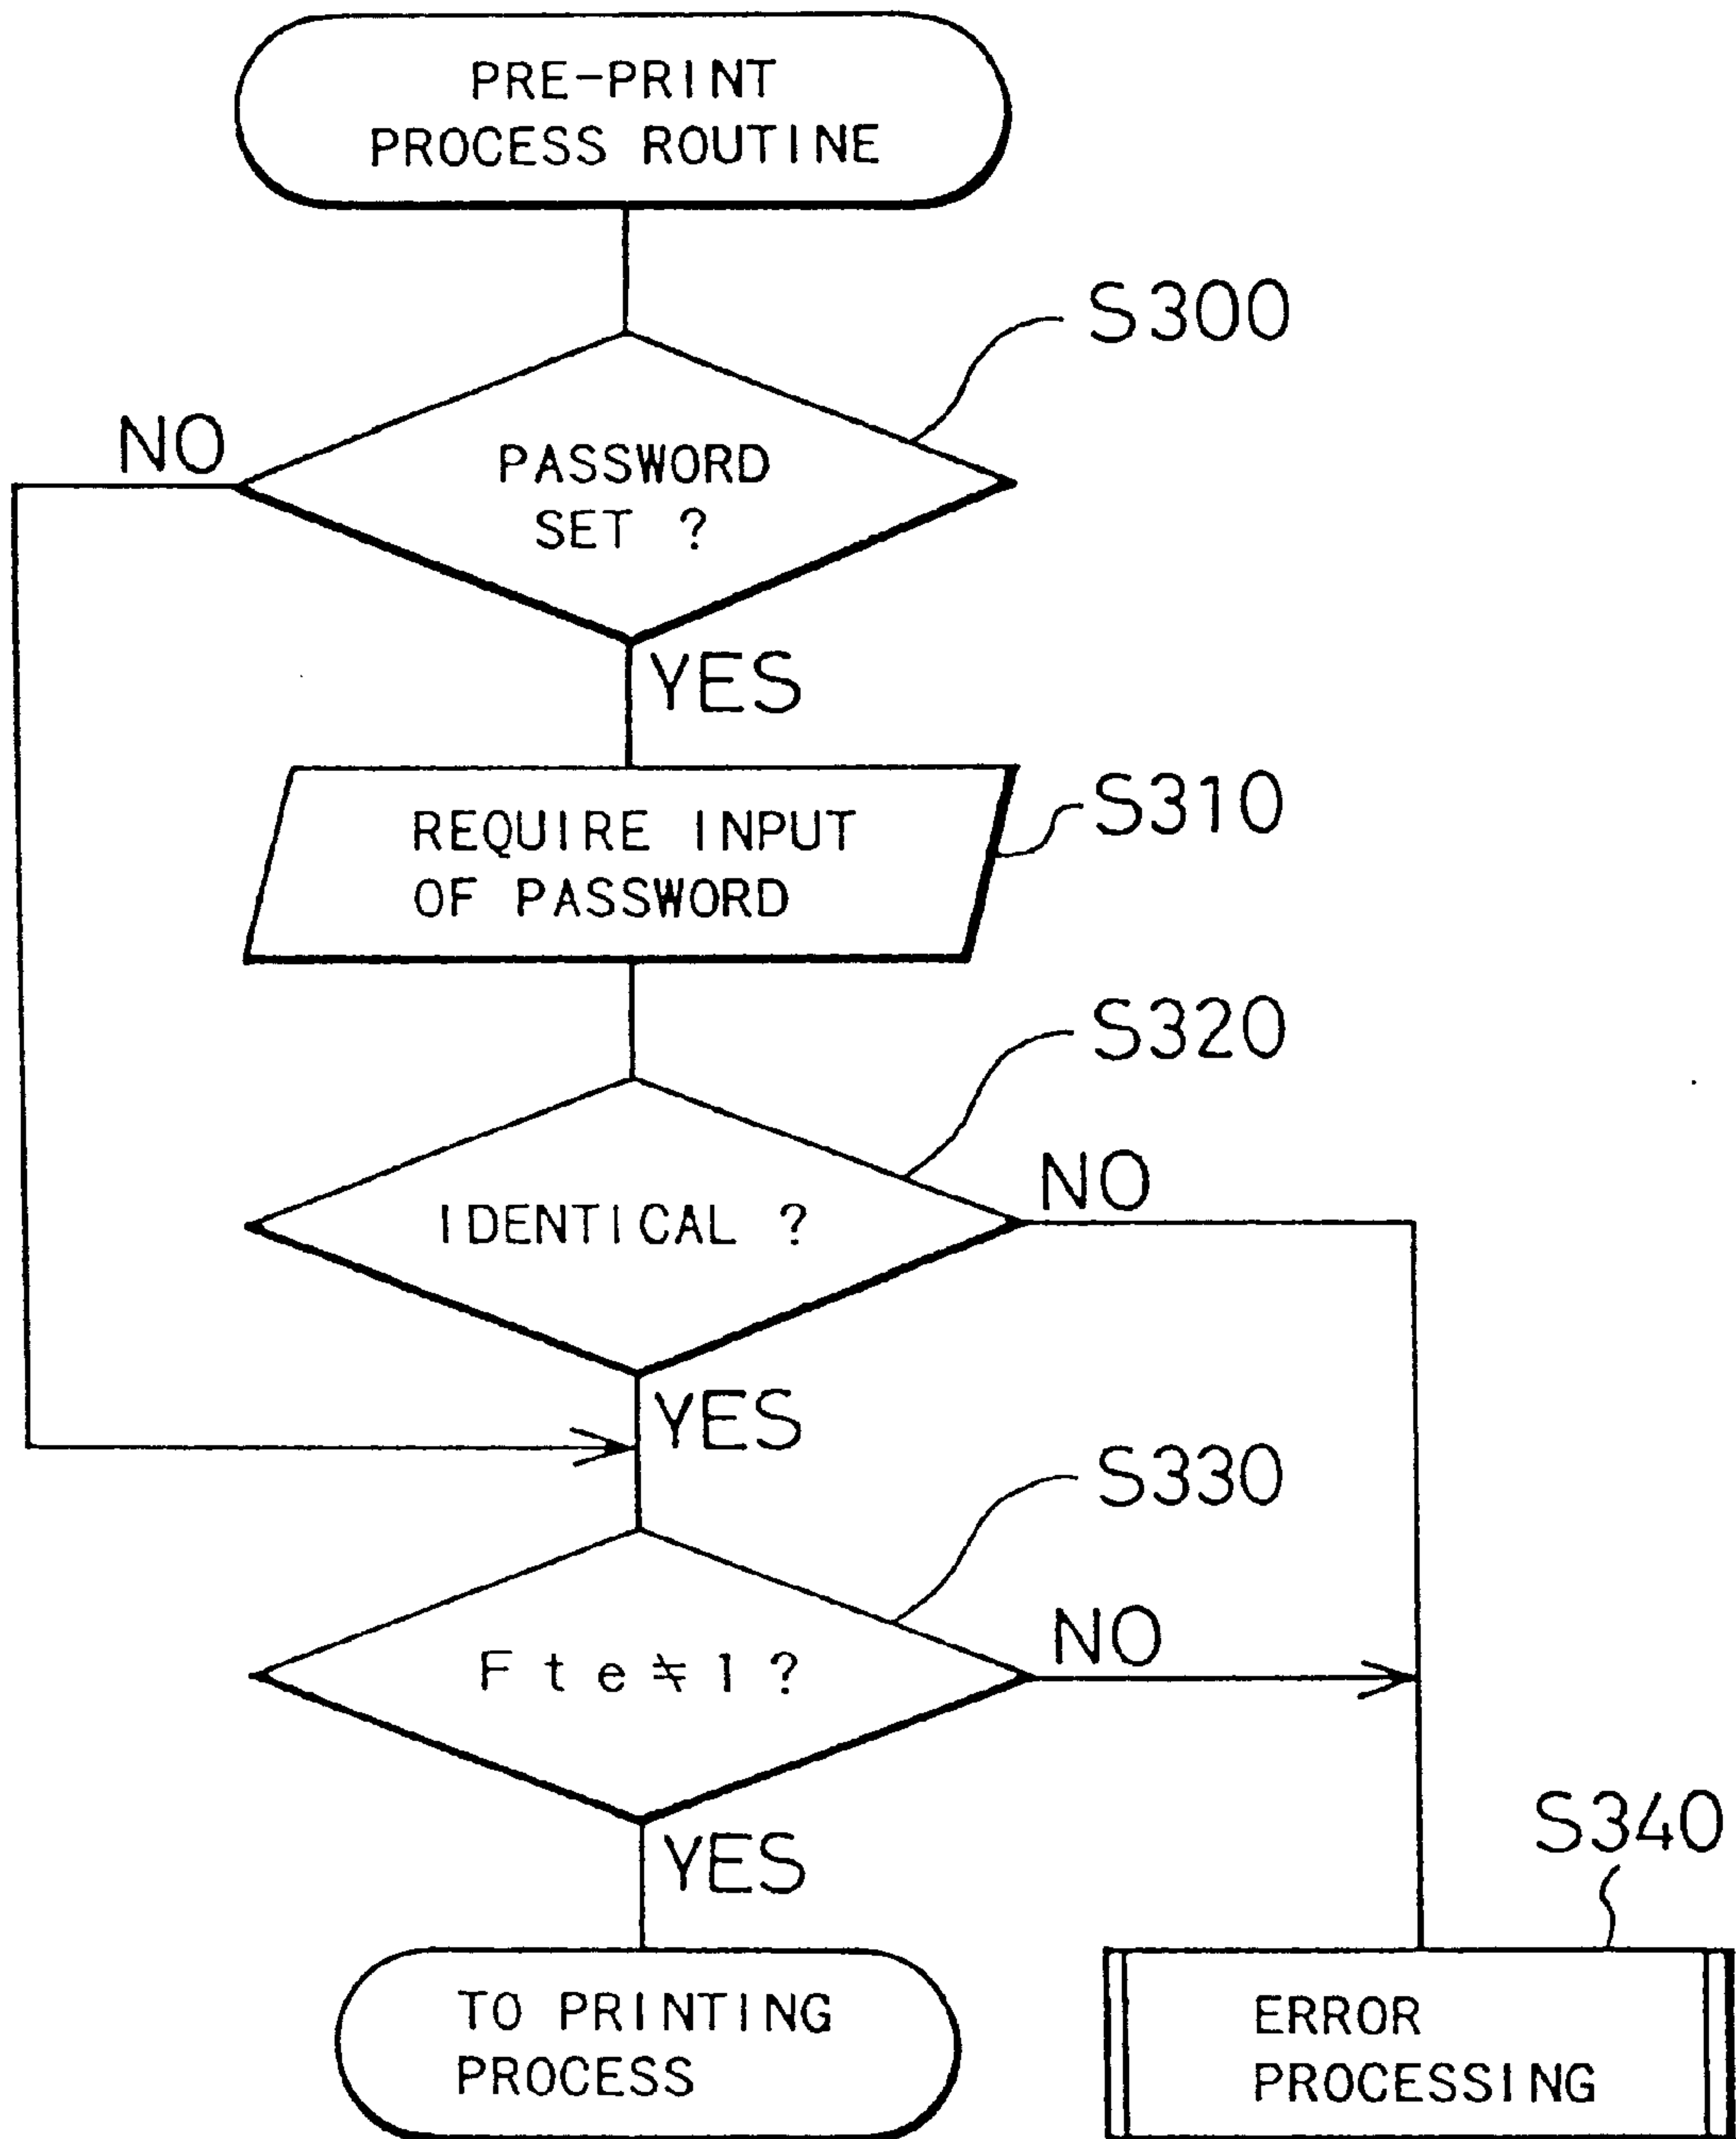 PRE-PRINT
PROCESS ROUTINE
S300
NO
PASSWORD
SET ?
YES
S310
REQUIRE INPUT
OF PASSWORD
S320
NO
IDENTICAL ?
YES
S330
NO
Fte≠1?
YES
S340
TO PRINTING
PROCESS
ERROR
PROCESSING